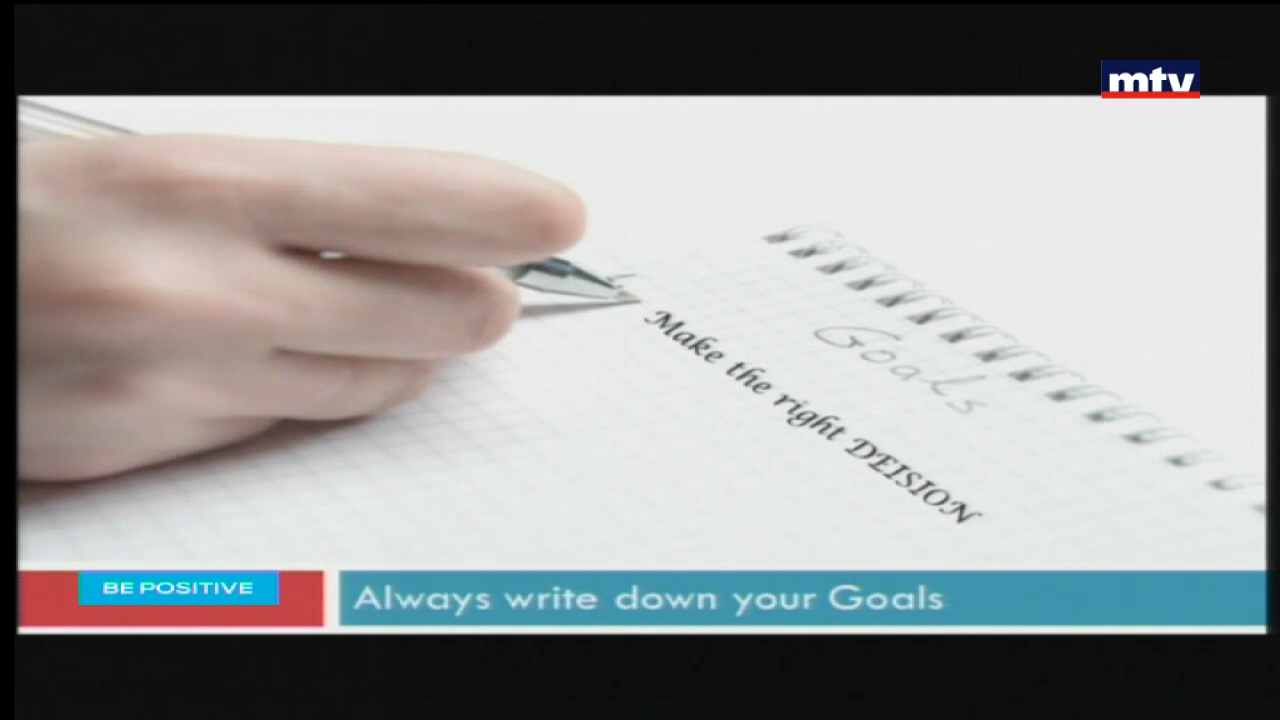 mtv
Goals
Make the right DEISION
BE POSITIVE
Always write down your Goals